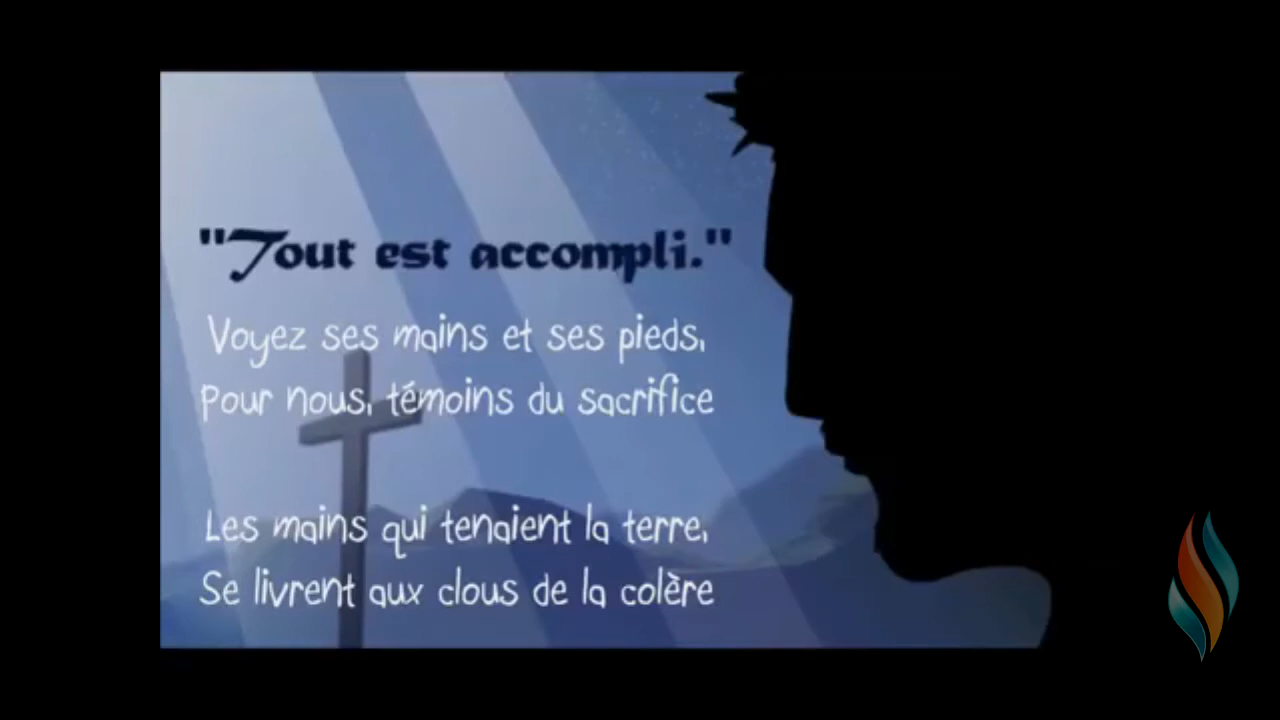 "Tout est accompli."
Voyez ses mains et ses pieds,
Pour nous, témoins du sacrifice
Les mains qui tenaient la terre,
Se livrent aux clous de la colère